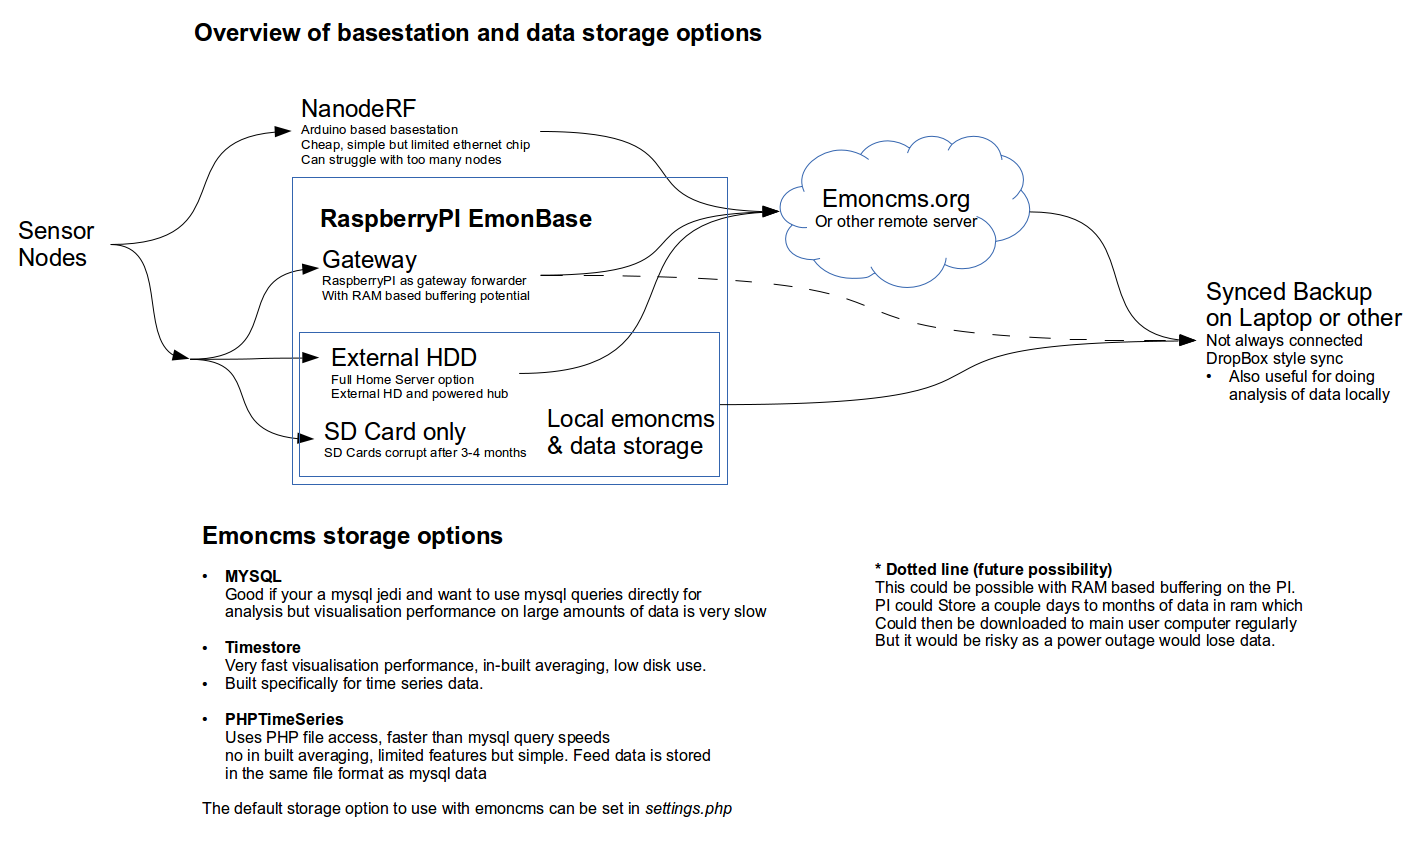 Overview of basestation and data storage options
NanodeRF
Arduino based basestation
Cheap, simple but limited ethernet chip
Can struggle with too many nodes
Sensor
Nodes
RaspberryPI EmonBase
Gateway
RaspberryPI as gateway forwarder
With RAM based buffering potential
External HDD
Full Home Server option
External HD and powered hub
SD Card only
SD Cards corrupt after 3-4 months
Local emoncms
& data storage
Emoncms.org
Or other remote server
Synced Backup
on Laptop or other
Not always connected
DropBox style sync
• Also useful for doing
analysis of data locally
Emoncms storage options
• MYSQL
Good if your a mysql jedi and want to use mysql queries directly for
analysis but visualisation performance on large amounts of data is very slow
• Timestore
Very fast visualisation performance, in-built averaging, low disk use.
• Built specifically for time series data.
• PHPTimeSeries
Uses PHP file access, faster than mysql query speeds
no in built averaging, limited features but simple. Feed data is stored
in the same file format as mysql data
The default storage option to use with emoncms can be set in settings.php
* Dotted line (future possibility)
This could be possible with RAM based buffering on the PI.
PI could Store a couple days to months of data in ram which
Could then be downloaded to main user computer regularly
But it would be risky as a power outage would lose data.